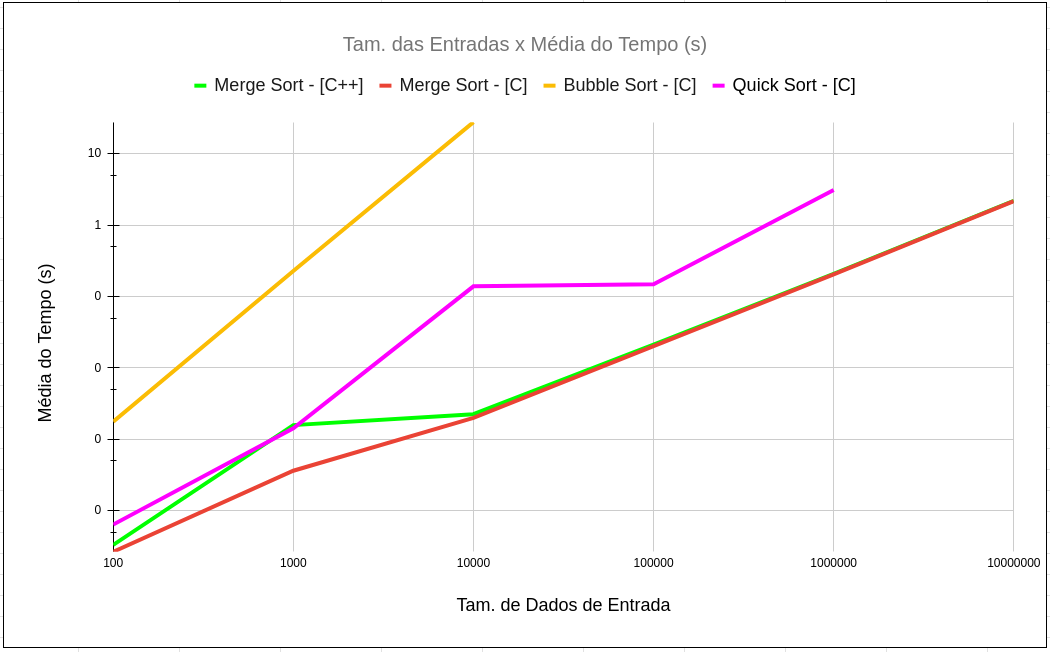 Tam. das Entradas x Média do Tempo (s)
Merge Sort - [C++] Merge Sort - [C] Bubble Sort - [C] Quick Sort - [C]
10
1
0
0
0
0
Média do Tempo (s)
100 1000 10000 100000 1000000 10000000
Tam. de Dados de Entrada